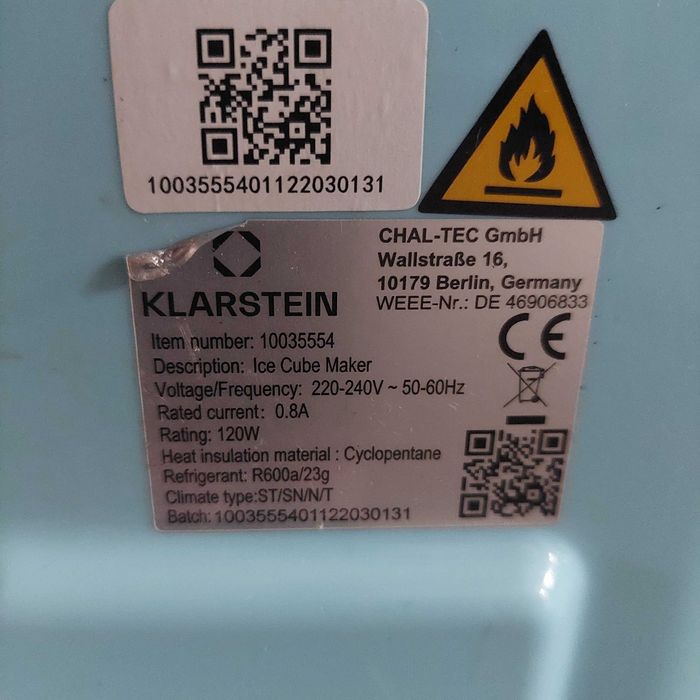 1003555401122030131
KLARSTEIN
CHAL-TEC GmbH
Wallstraße 16,
10179 Berlin, Germany
WEEE-Nr.: DE 46906833
Item number: 10035554
Description: Ice Cube Maker
Voltage/Frequency: 220-240V ~ 50-60Hz
Rated current: 0.8A
Rating: 120W
Heat insulation material : Cyclopentane
Refrigerant: R600a/23g
Climate type:ST/SN/N/T
Batch: 1003555401122030131
CE